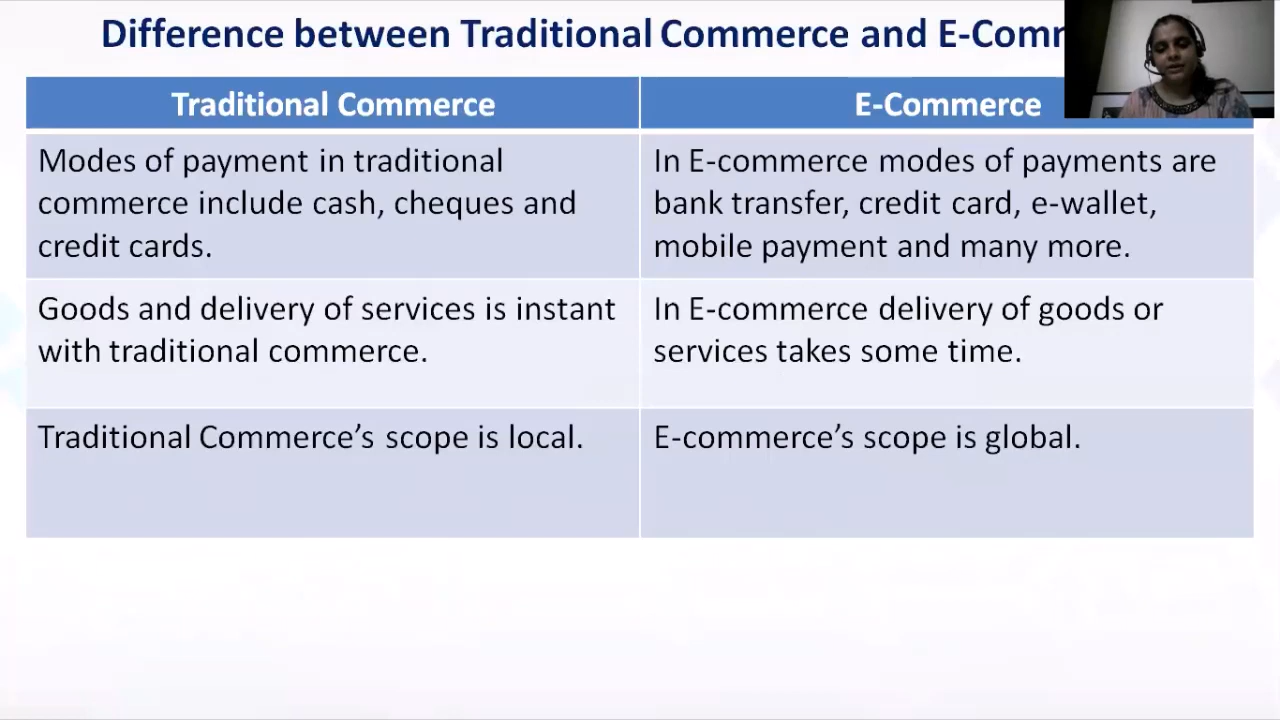 Difference between Traditional Commerce and E-Comm
Traditional Commerce
E-Commerce
Modes of payment in traditional
commerce include cash, cheques and
credit cards.
In E-commerce modes of payments are
bank transfer, credit card, e-wallet,
mobile payment and many more.
Goods and delivery of services is instant
with traditional commerce.
In E-commerce delivery of goods or
services takes some time.
Traditional Commerce’s scope is local.
E-commerce’s scope is global.